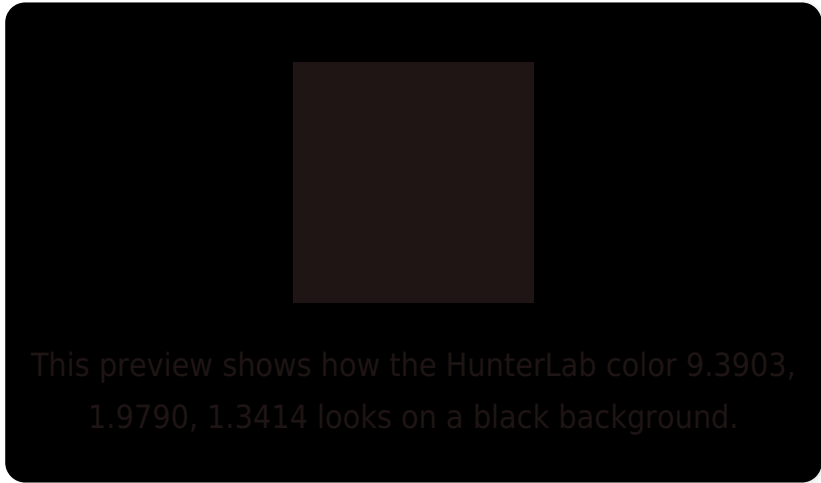 This preview shows how the HunterLab color 9.3903,
1.9790, 1.3414 looks on a black background.